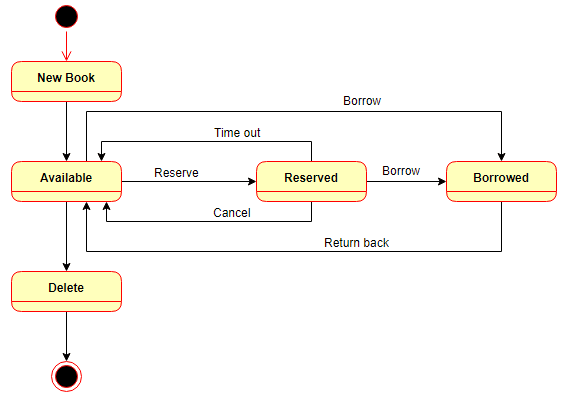 New Book
Borrow
Time out
Available
Reserve
Reserved
Borrow
Borrowed
Cancel
Return back
Delete